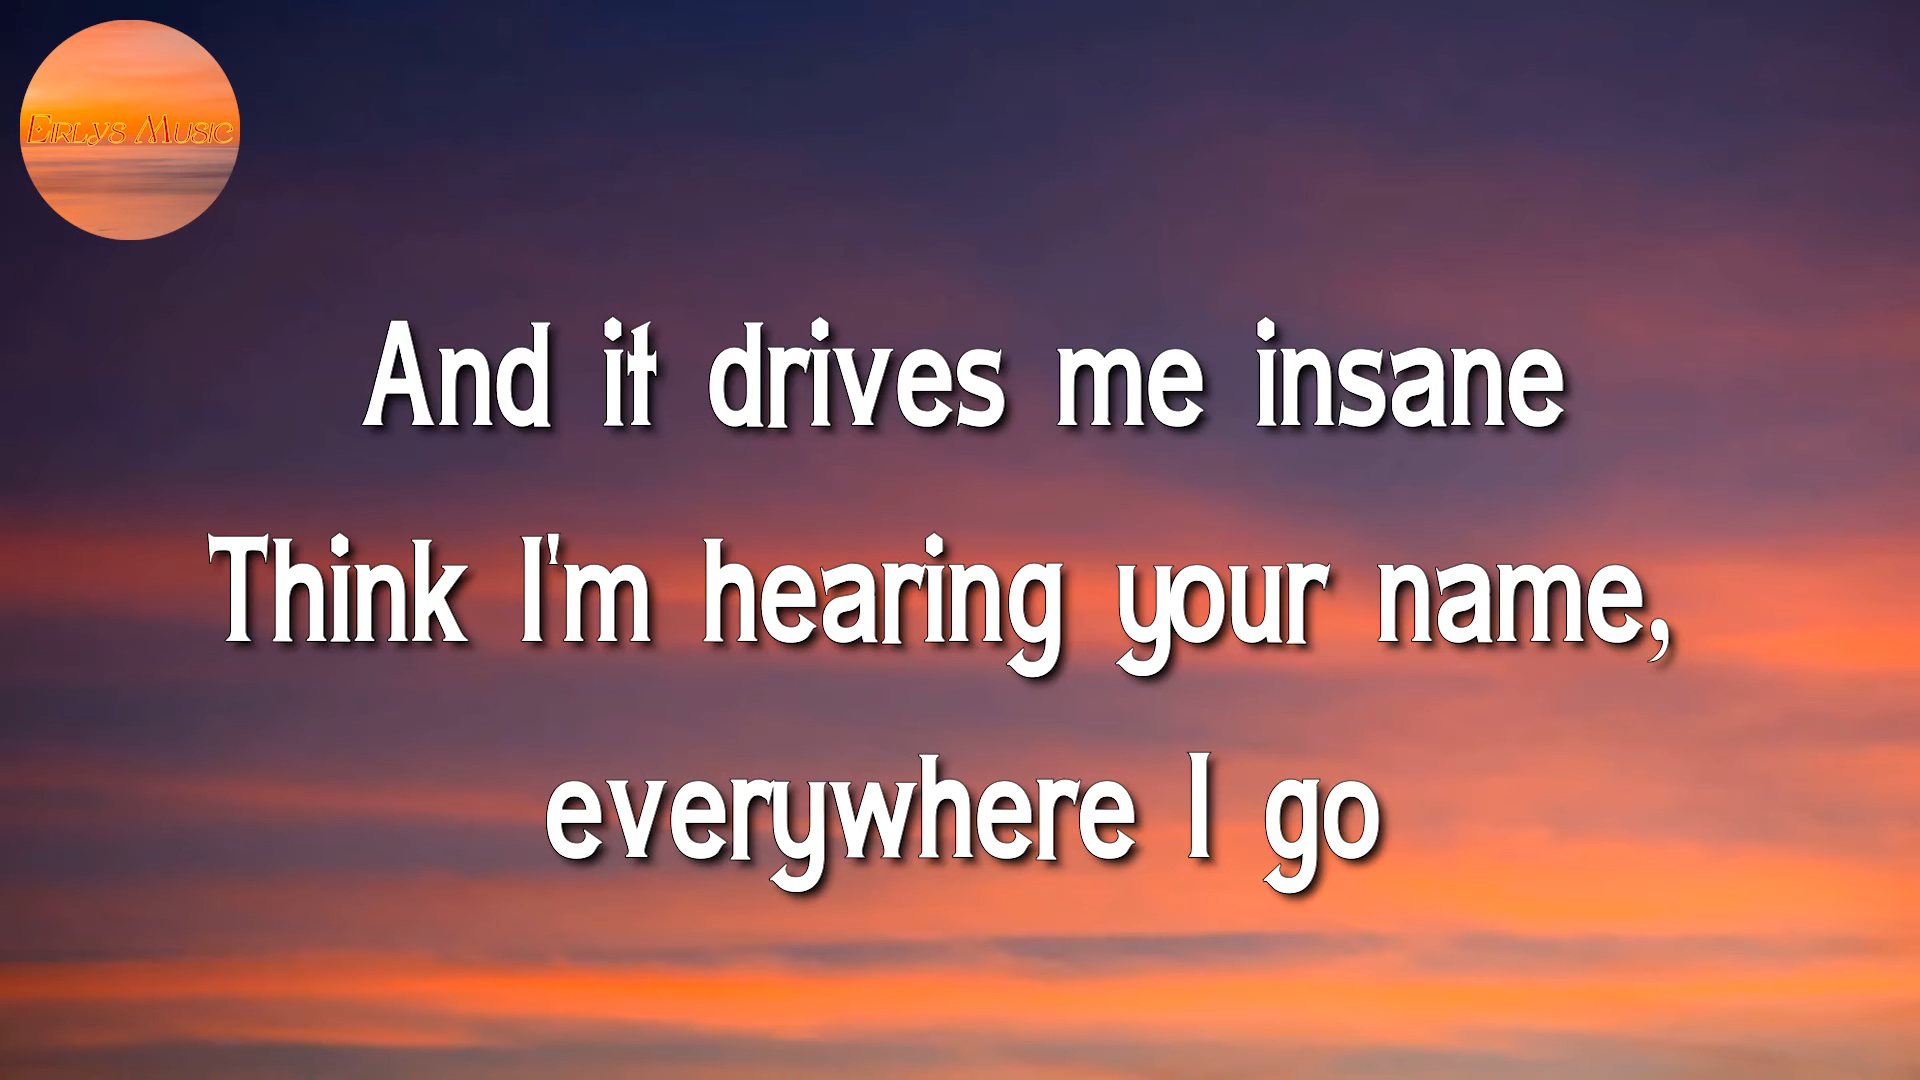 Eirlys Music
And it drives me insane
Think I'm hearing your name,
everywhere I go